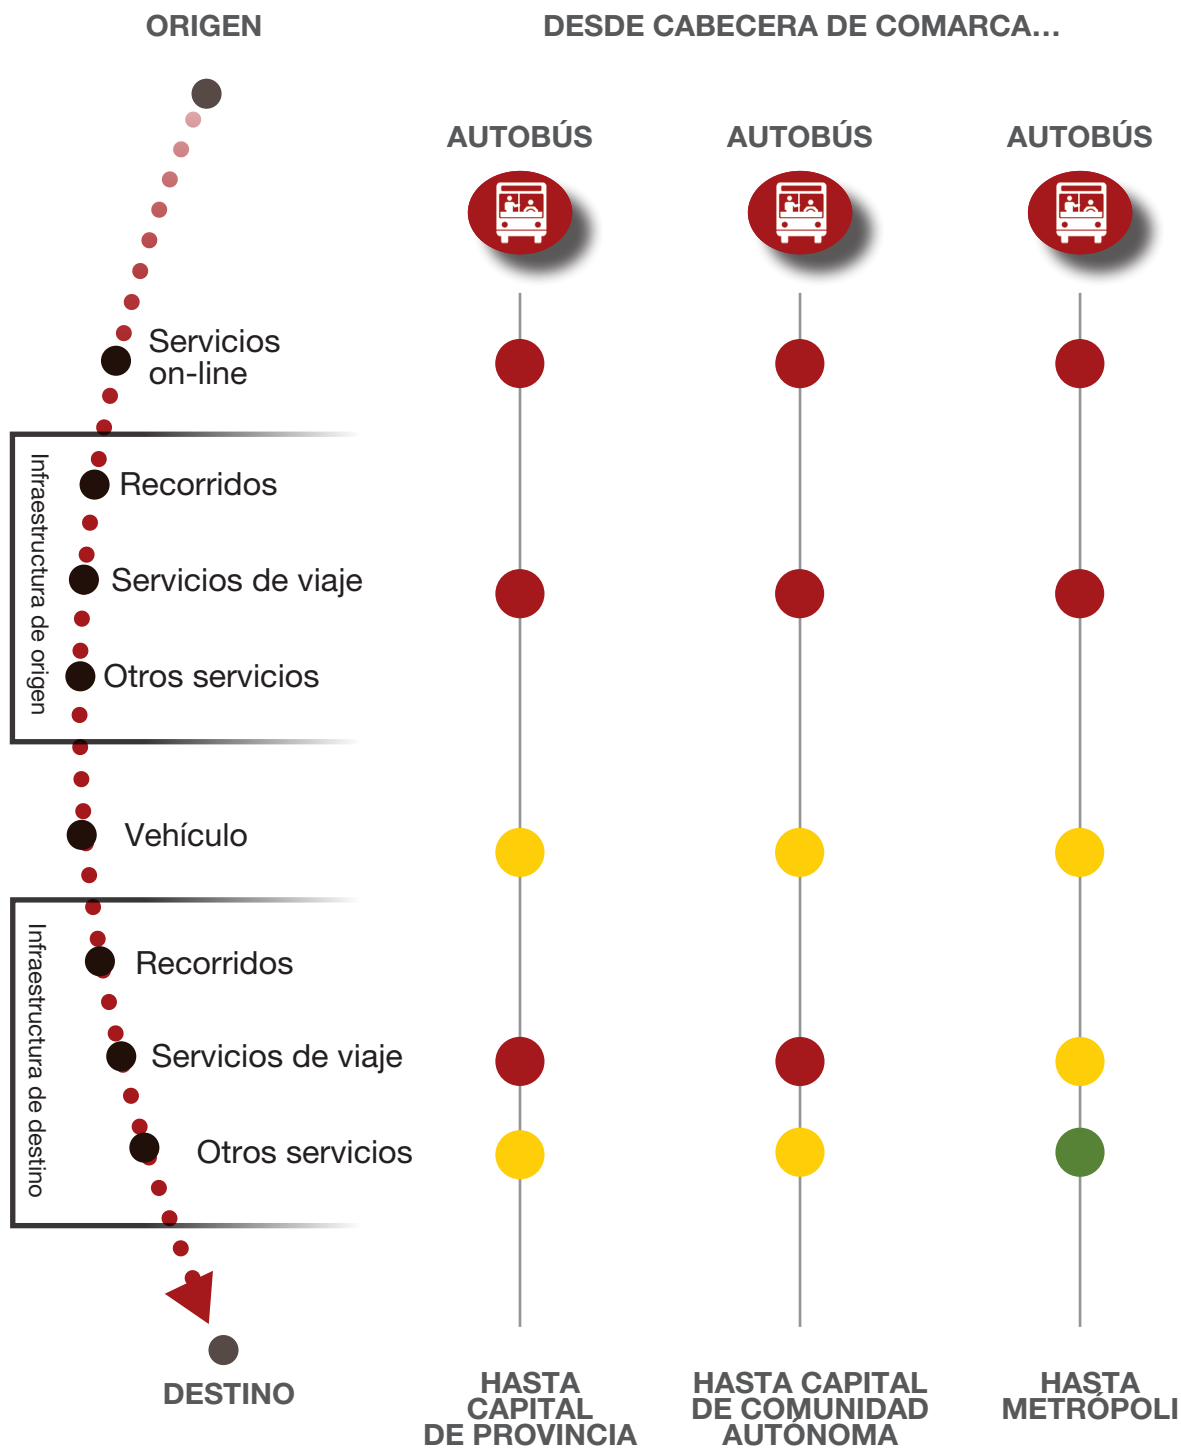 ORIGEN
DESDE CABECERA DE COMARCA...
AUTOBÚS
AUTOBÚS
AUTOBÚS
Servicios
on-line
Infraestructura de origen
Recorridos
Servicios de viaje
Otros servicios
Vehículo
Infraestructura de destino
Recorridos
Servicios de viaje
Otros servicios
DESTINO
HASTA
CAPITAL
DE PROVINCIA
HASTA CAPITAL
DE COMUNIDAD
AUTÓNOMA
HASTA
METRÓPOLI